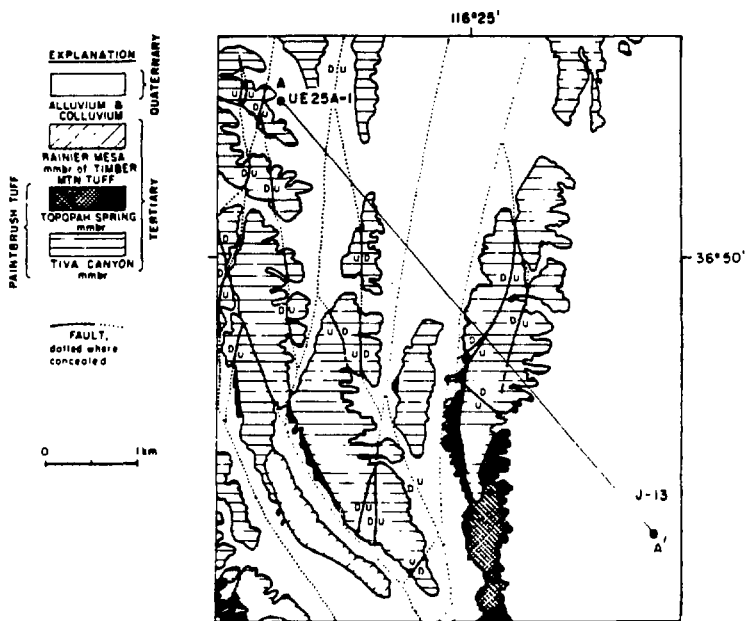 EXPLANATION
ALLUVIUM &
COLLUVIUM
QUATERNARY
RAINIER MESA
mmbr of TIMBER
MTN TUFF
TOPOPAH SPRING
mmbr
TIVA CANYON
mmbr
PAINTBRUSH TUFF
TERTIARY
FAULT,
dotted where
concealed
0 1 km
116°25'
36°50'
A
UE25A-1
J-13
A'
D U
D
U D
D U
U
D
D U
U D
U D
D U
D U
U D
D U
D U
U D
D
U
D U
D U
D U
U
D